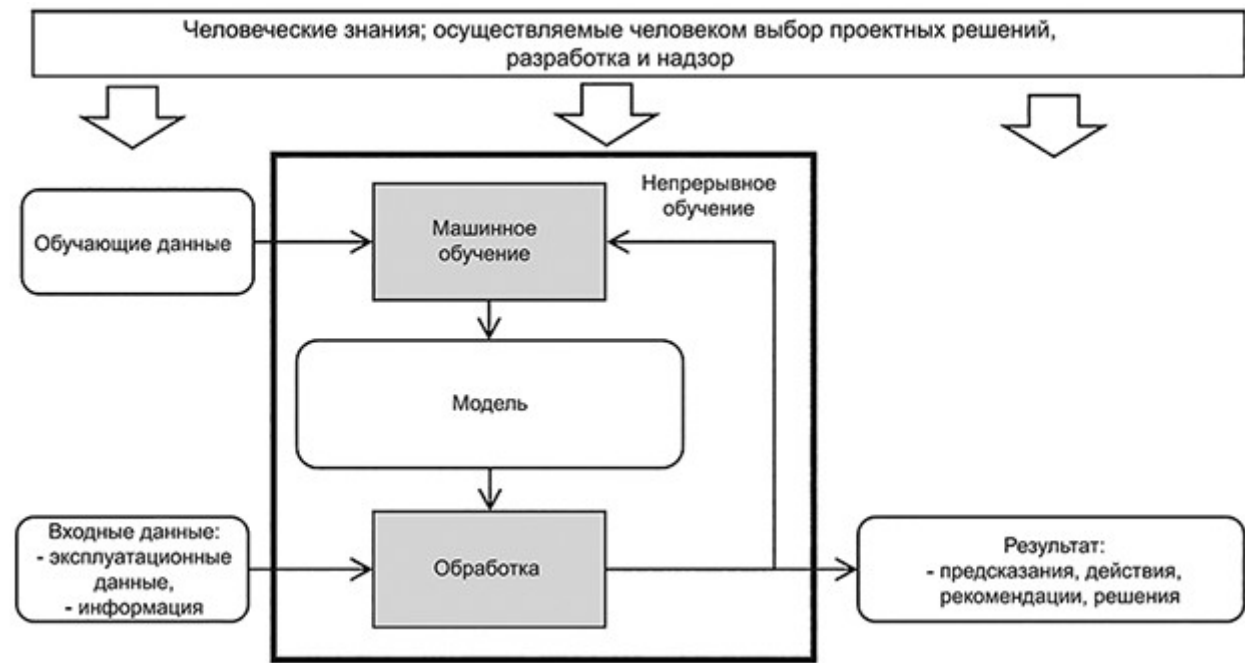 Человеческие знания; осуществляемые человеком выбор проектных решений,
разработка и надзор
Непрерывное
обучение
Обучающие данные
Машинное
обучение
Модель
Входные данные:
- эксплуатационные
данные,
- информация
Обработка
Результат:
- предсказания, действия,
рекомендации, решения